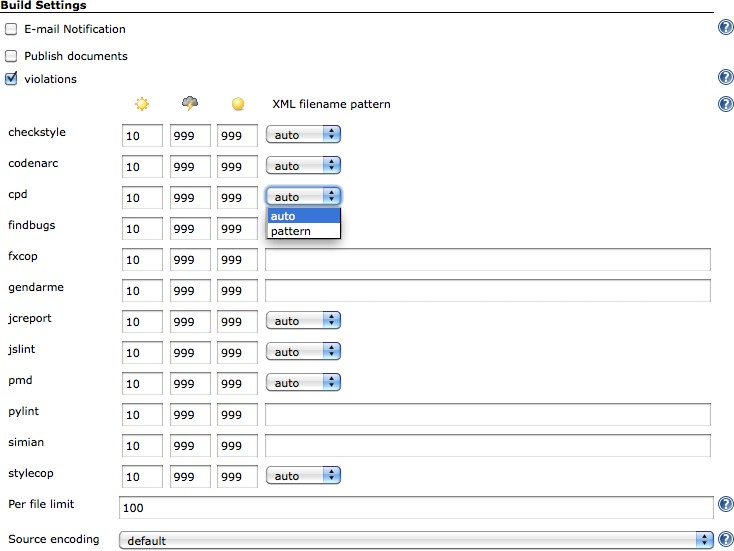 Build Settings
E-mail Notification
Publish documents
violations
XML filename pattern
checkstyle 10 999 999 auto
codenarc 10 999 999 auto
cpd 10 999 999 auto
auto
findbugs 10 999 999
pattern
fxcop 10 999 999
gendarme 10 999 999
jcreport 10 999 999 auto
jslint 10 999 999 auto
pmd 10 999 999 auto
pylint 10 999 999
simian 10 999 999
stylecop 10 999 999 auto
Per file limit 100
Source encoding default